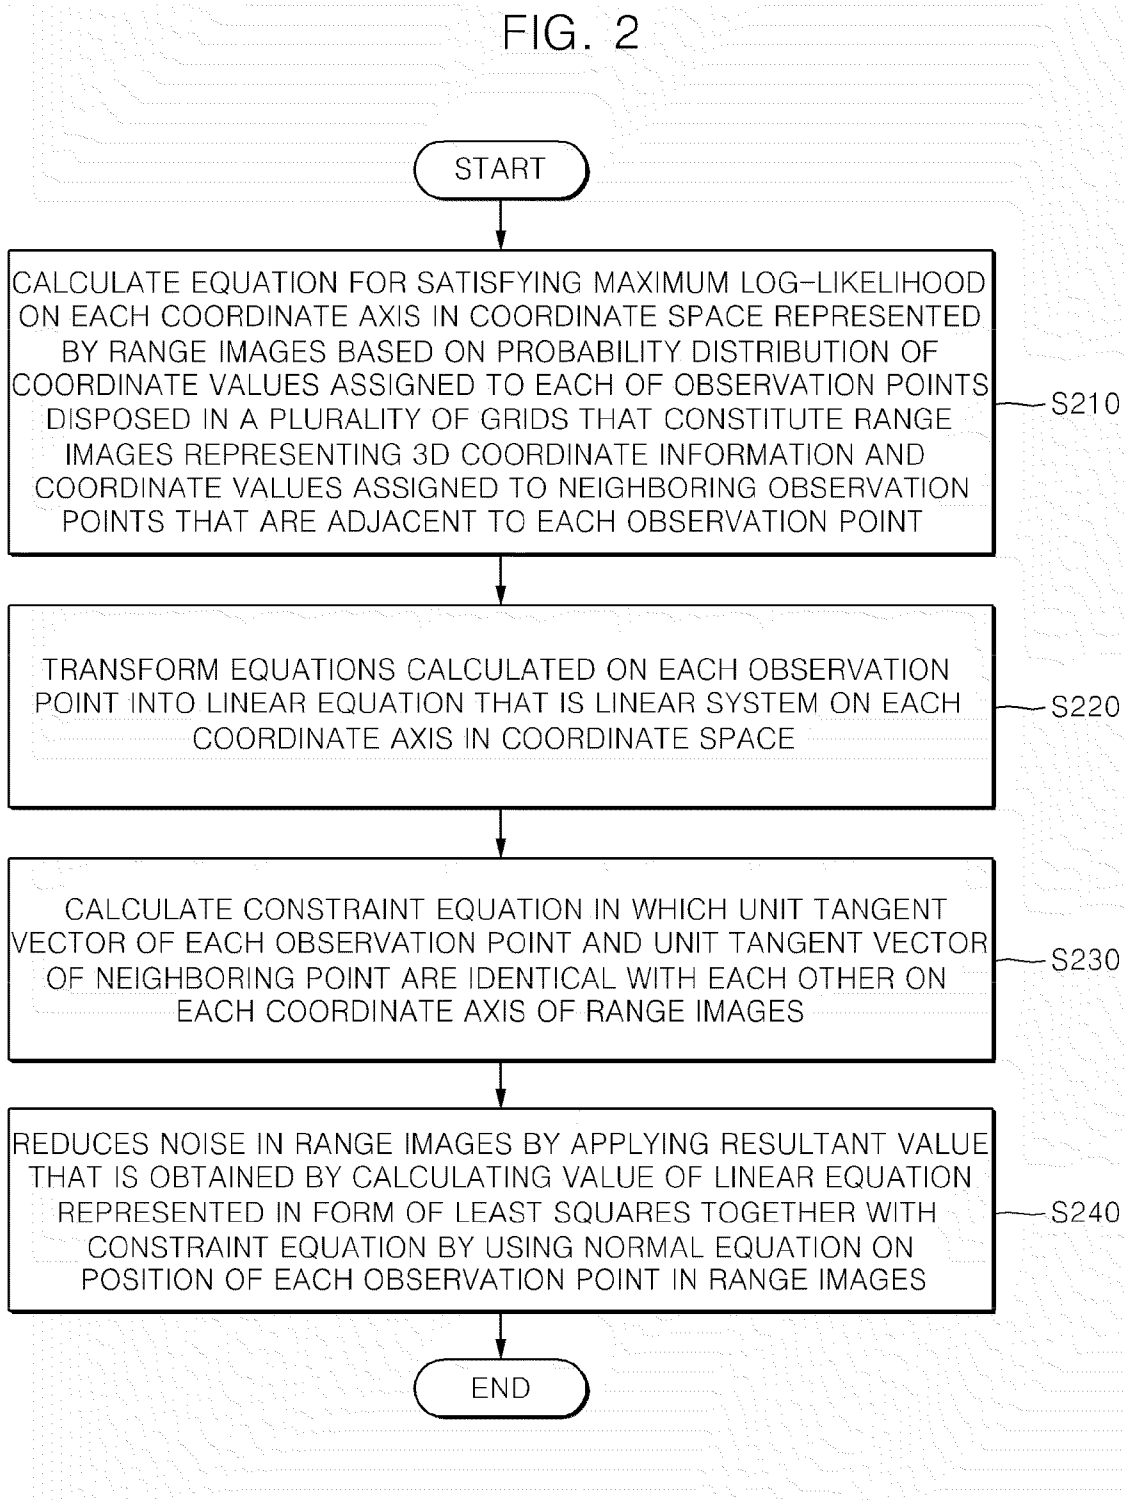 FIG. 2
START
CALCULATE EQUATION FOR SATISFYING MAXIMUM LOG-LIKELIHOOD
ON EACH COORDINATE AXIS IN COORDINATE SPACE REPRESENTED
BY RANGE IMAGES BASED ON PROBABILITY DISTRIBUTION OF
COORDINATE VALUES ASSIGNED TO EACH OF OBSERVATION POINTS
DISPOSED IN A PLURALITY OF GRIDS THAT CONSTITUTE RANGE
IMAGES REPRESENTING 3D COORDINATE INFORMATION AND
COORDINATE VALUES ASSIGNED TO NEIGHBORING OBSERVATION
POINTS THAT ARE ADJACENT TO EACH OBSERVATION POINT
S210
TRANSFORM EQUATIONS CALCULATED ON EACH OBSERVATION
POINT INTO LINEAR EQUATION THAT IS LINEAR SYSTEM ON EACH
COORDINATE AXIS IN COORDINATE SPACE
S220
CALCULATE CONSTRAINT EQUATION IN WHICH UNIT TANGENT
VECTOR OF EACH OBSERVATION POINT AND UNIT TANGENT VECTOR
OF NEIGHBORING POINT ARE IDENTICAL WITH EACH OTHER ON
EACH COORDINATE AXIS OF RANGE IMAGES
S230
REDUCES NOISE IN RANGE IMAGES BY APPLYING RESULTANT VALUE
THAT IS OBTAINED BY CALCULATING VALUE OF LINEAR EQUATION
REPRESENTED IN FORM OF LEAST SQUARES TOGETHER WITH
CONSTRAINT EQUATION BY USING NORMAL EQUATION ON
POSITION OF EACH OBSERVATION POINT IN RANGE IMAGES
S240
END